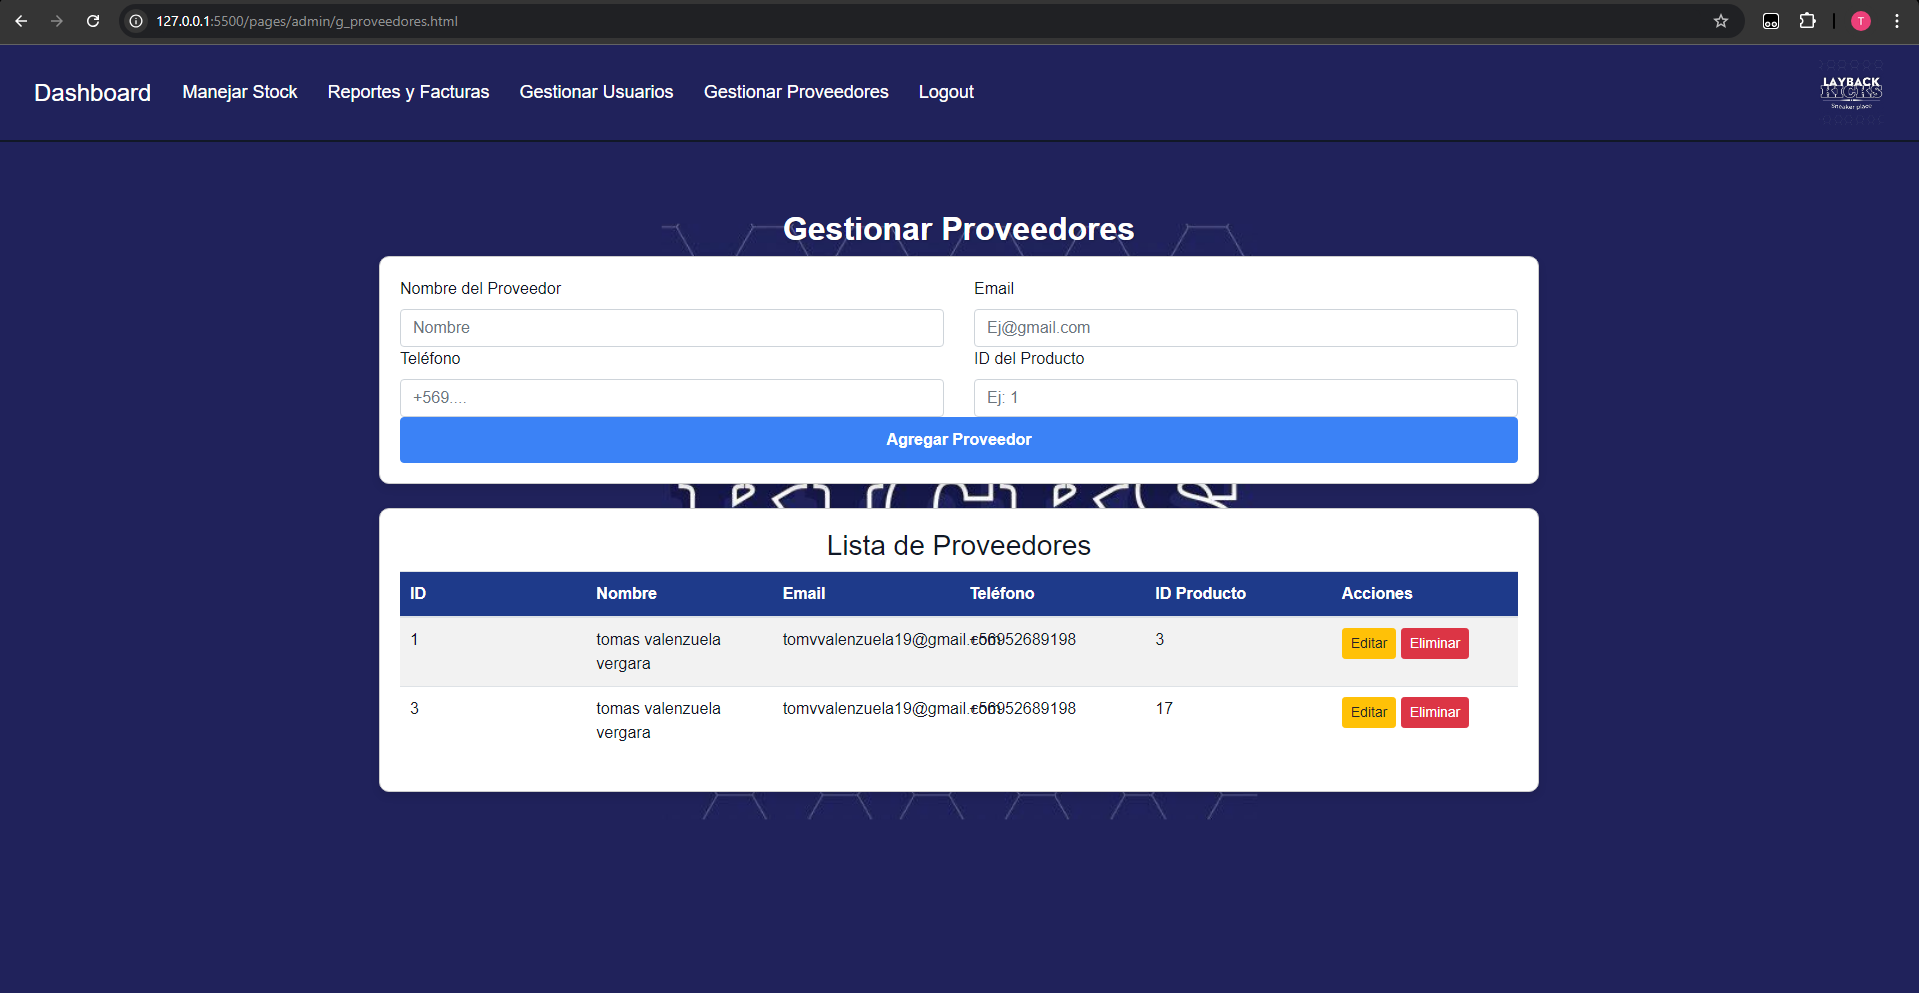 127.0.0.1:5500/pages/admin/g_proveedores.html
T
Dashboard Manejar Stock Reportes y Facturas Gestionar Usuarios Gestionar Proveedores Logout
LAYBACK
KICKS
Sneaker place
Gestionar Proveedores
Nombre del Proveedor Email
Nombre Ej@gmail.com
Teléfono ID del Producto
+569.... Ej: 1
Agregar Proveedor
Lista de Proveedores
ID Nombre Email Teléfono ID Producto Acciones
1 tomas valenzuela vergara tomvvalenzuela19@gmail.com +56952689198 3 Editar Eliminar
3 tomas valenzuela vergara tomvvalenzuela19@gmail.com +56952689198 17 Editar Eliminar